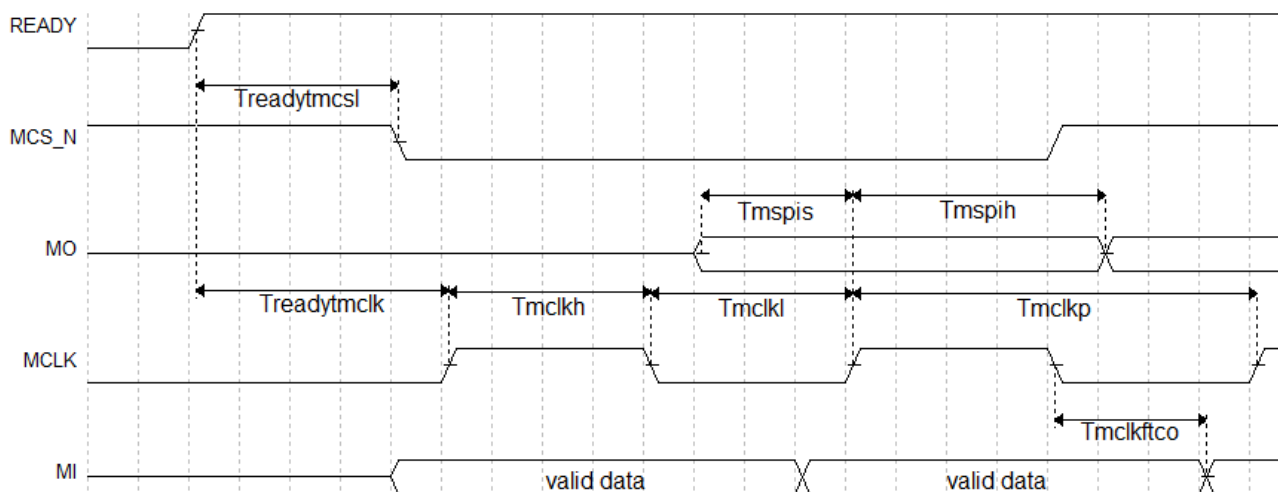 READY
Treadytmcsl
MCS_N
Tmspis
Tmspih
MO
Treadytmclk
Tmclkh
Tmclkl
Tmclkp
MCLK
Tmclkftco
MI
valid data
valid data